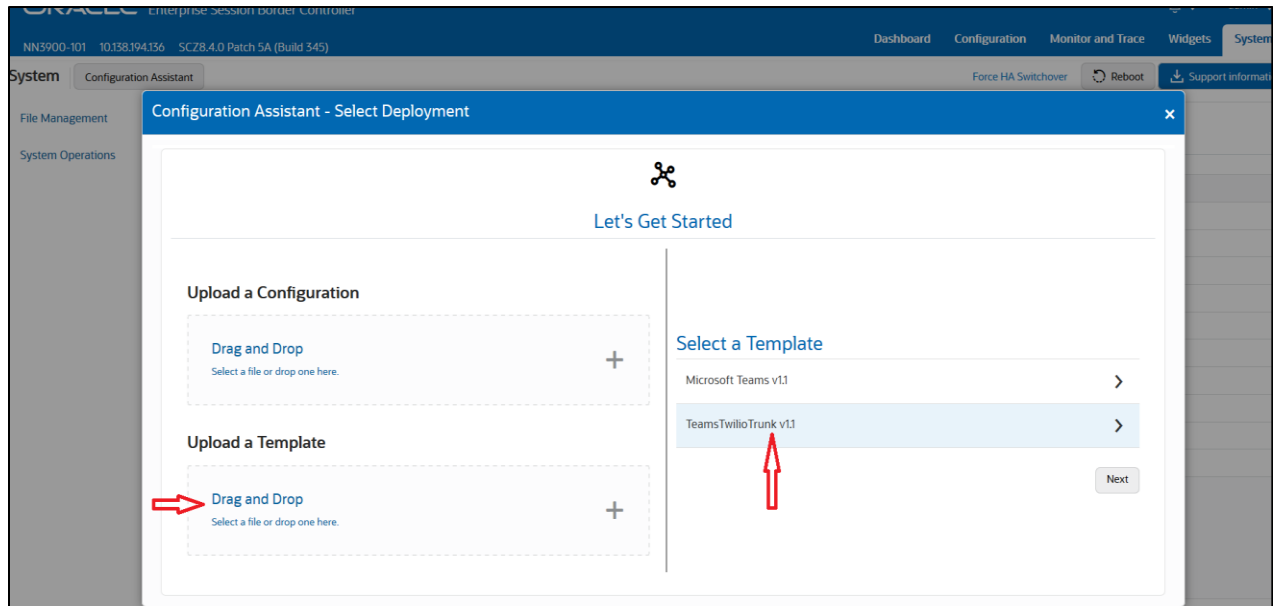 ORACLE Enterprise Session Border Controller
NN3900-101 10.138.194.136 SCZ8.4.0 Patch 5A (Build 345)
Dashboard Configuration Monitor and Trace Widgets System
System Configuration Assistant Force HA Switchover Reboot Support informati
File Management
System Operations
Configuration Assistant - Select Deployment ×
Let's Get Started
Upload a Configuration
Drag and Drop
Select a file or drop one here.
Upload a Template
Drag and Drop
Select a file or drop one here.
Select a Template
Microsoft Teams v1.1
TeamsTwilioTrunk v1.1
Next